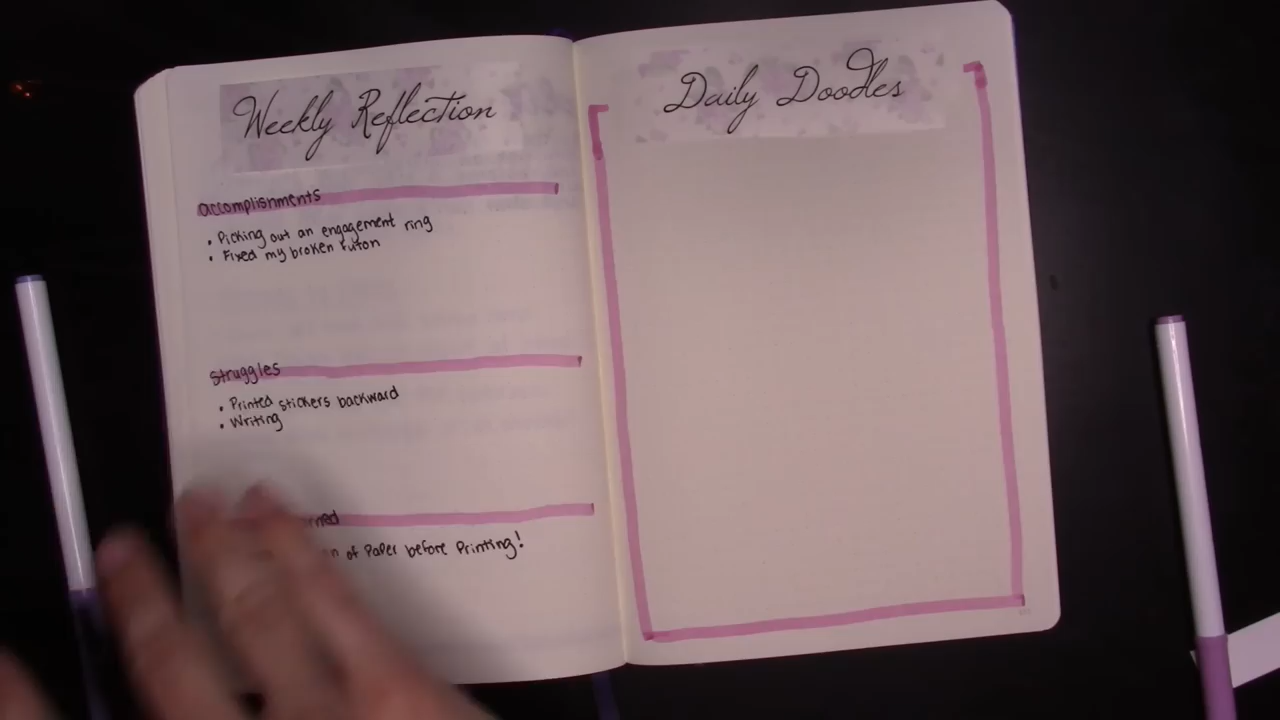 Weekly Reflection
accomplishments
• Picking out an engagement ring
• Fixed my broken futon
struggles
• Printed stickers backward
• Writing
of Paper before Printing!
Daily Doodles